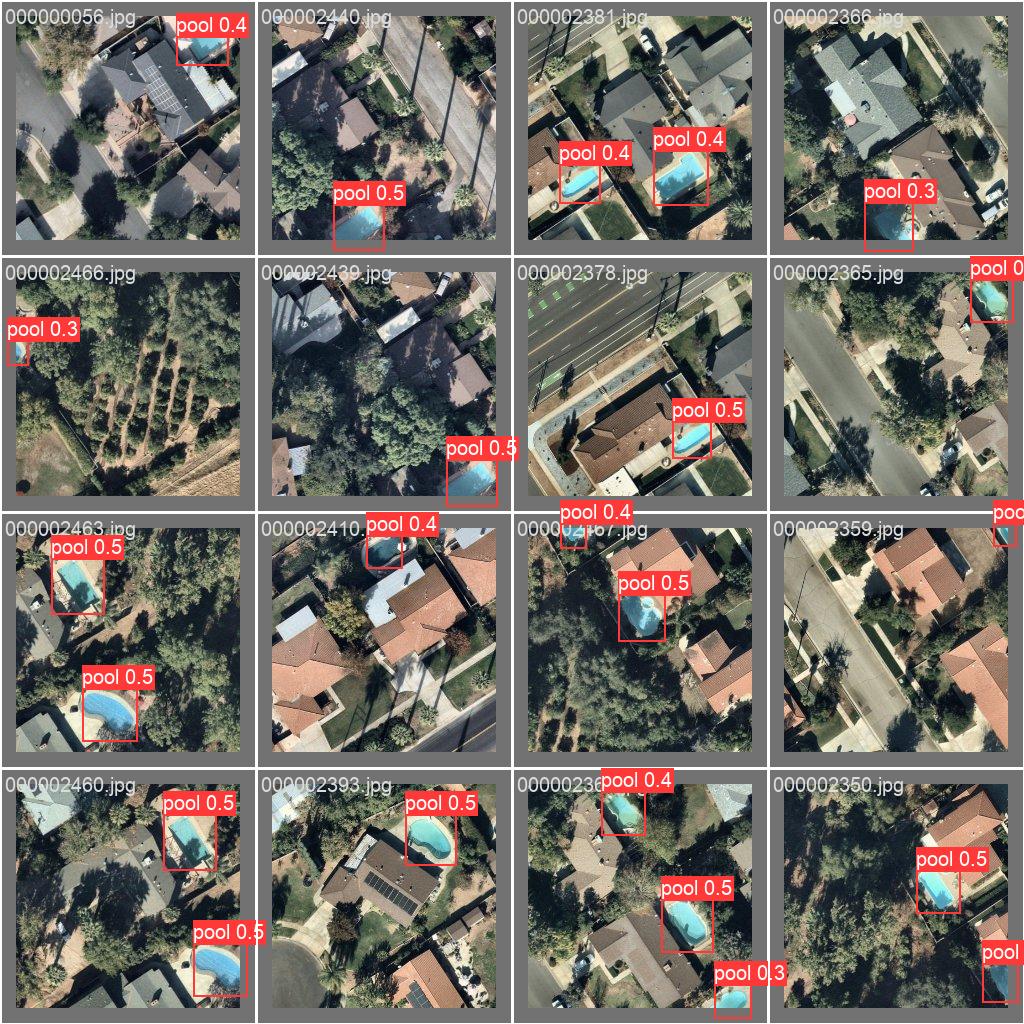 000000056.jpg
pool 0.4
000002440.jpg
pool 0.5
000002381.jpg
pool 0.4
pool 0.4
000002366.jpg
pool 0.3
000002466.jpg
pool 0.3
000002439.jpg
pool 0.5
000002378.jpg
pool 0.5
000002365.jpg
pool 0
000002463.jpg
pool 0.5
pool 0.5
000002410.
pool 0.4
pool 0.4
pool 0.5
000002359.jpg
poo
000002460.jpg
pool 0.5
pool 0.5
000002393.jpg
pool 0.5
00000236
pool 0.4
pool 0.5
pool 0.3
000002350.jpg
pool 0.5
pool